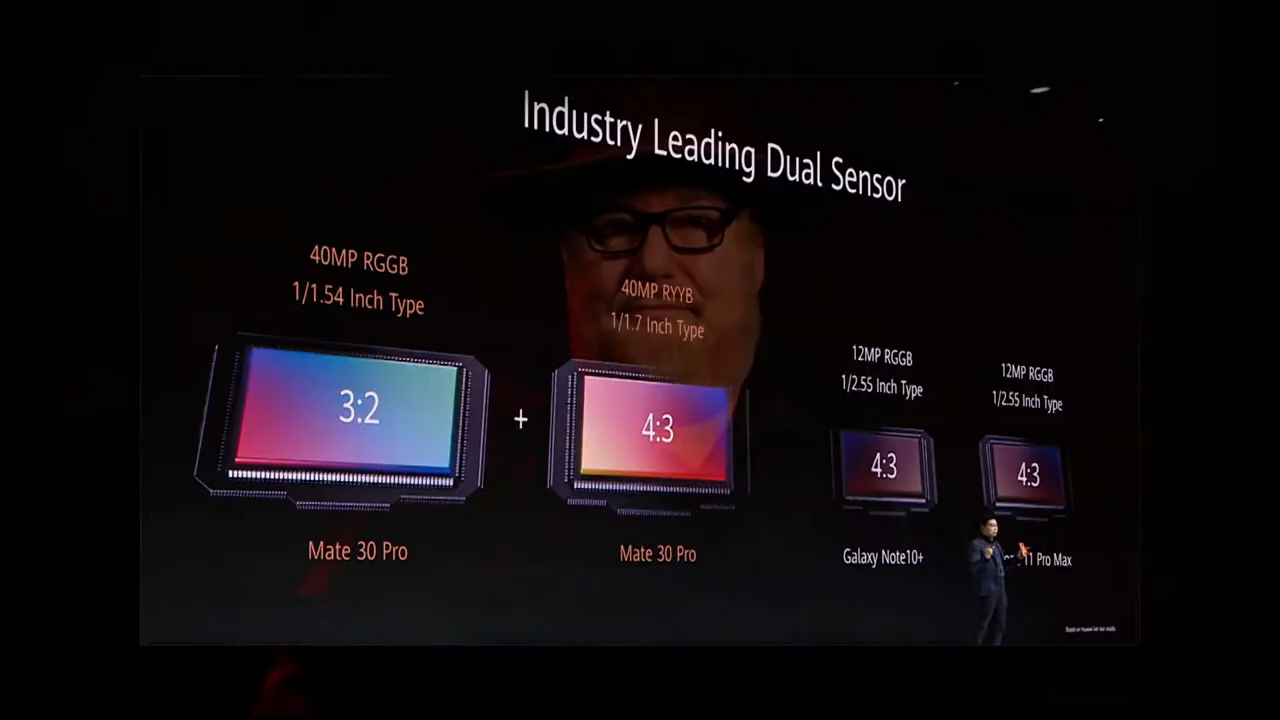 Industry Leading Dual Sensor
40MP RGGB
1/1.54 Inch Type
3:2
Mate 30 Pro
+
40MP RYYB
1/1.7 Inch Type
4:3
Mate 30 Pro
12MP RGGB
1/2.55 Inch Type
4:3
Galaxy Note10+
12MP RGGB
1/2.55 Inch Type
4:3
11 Pro Max